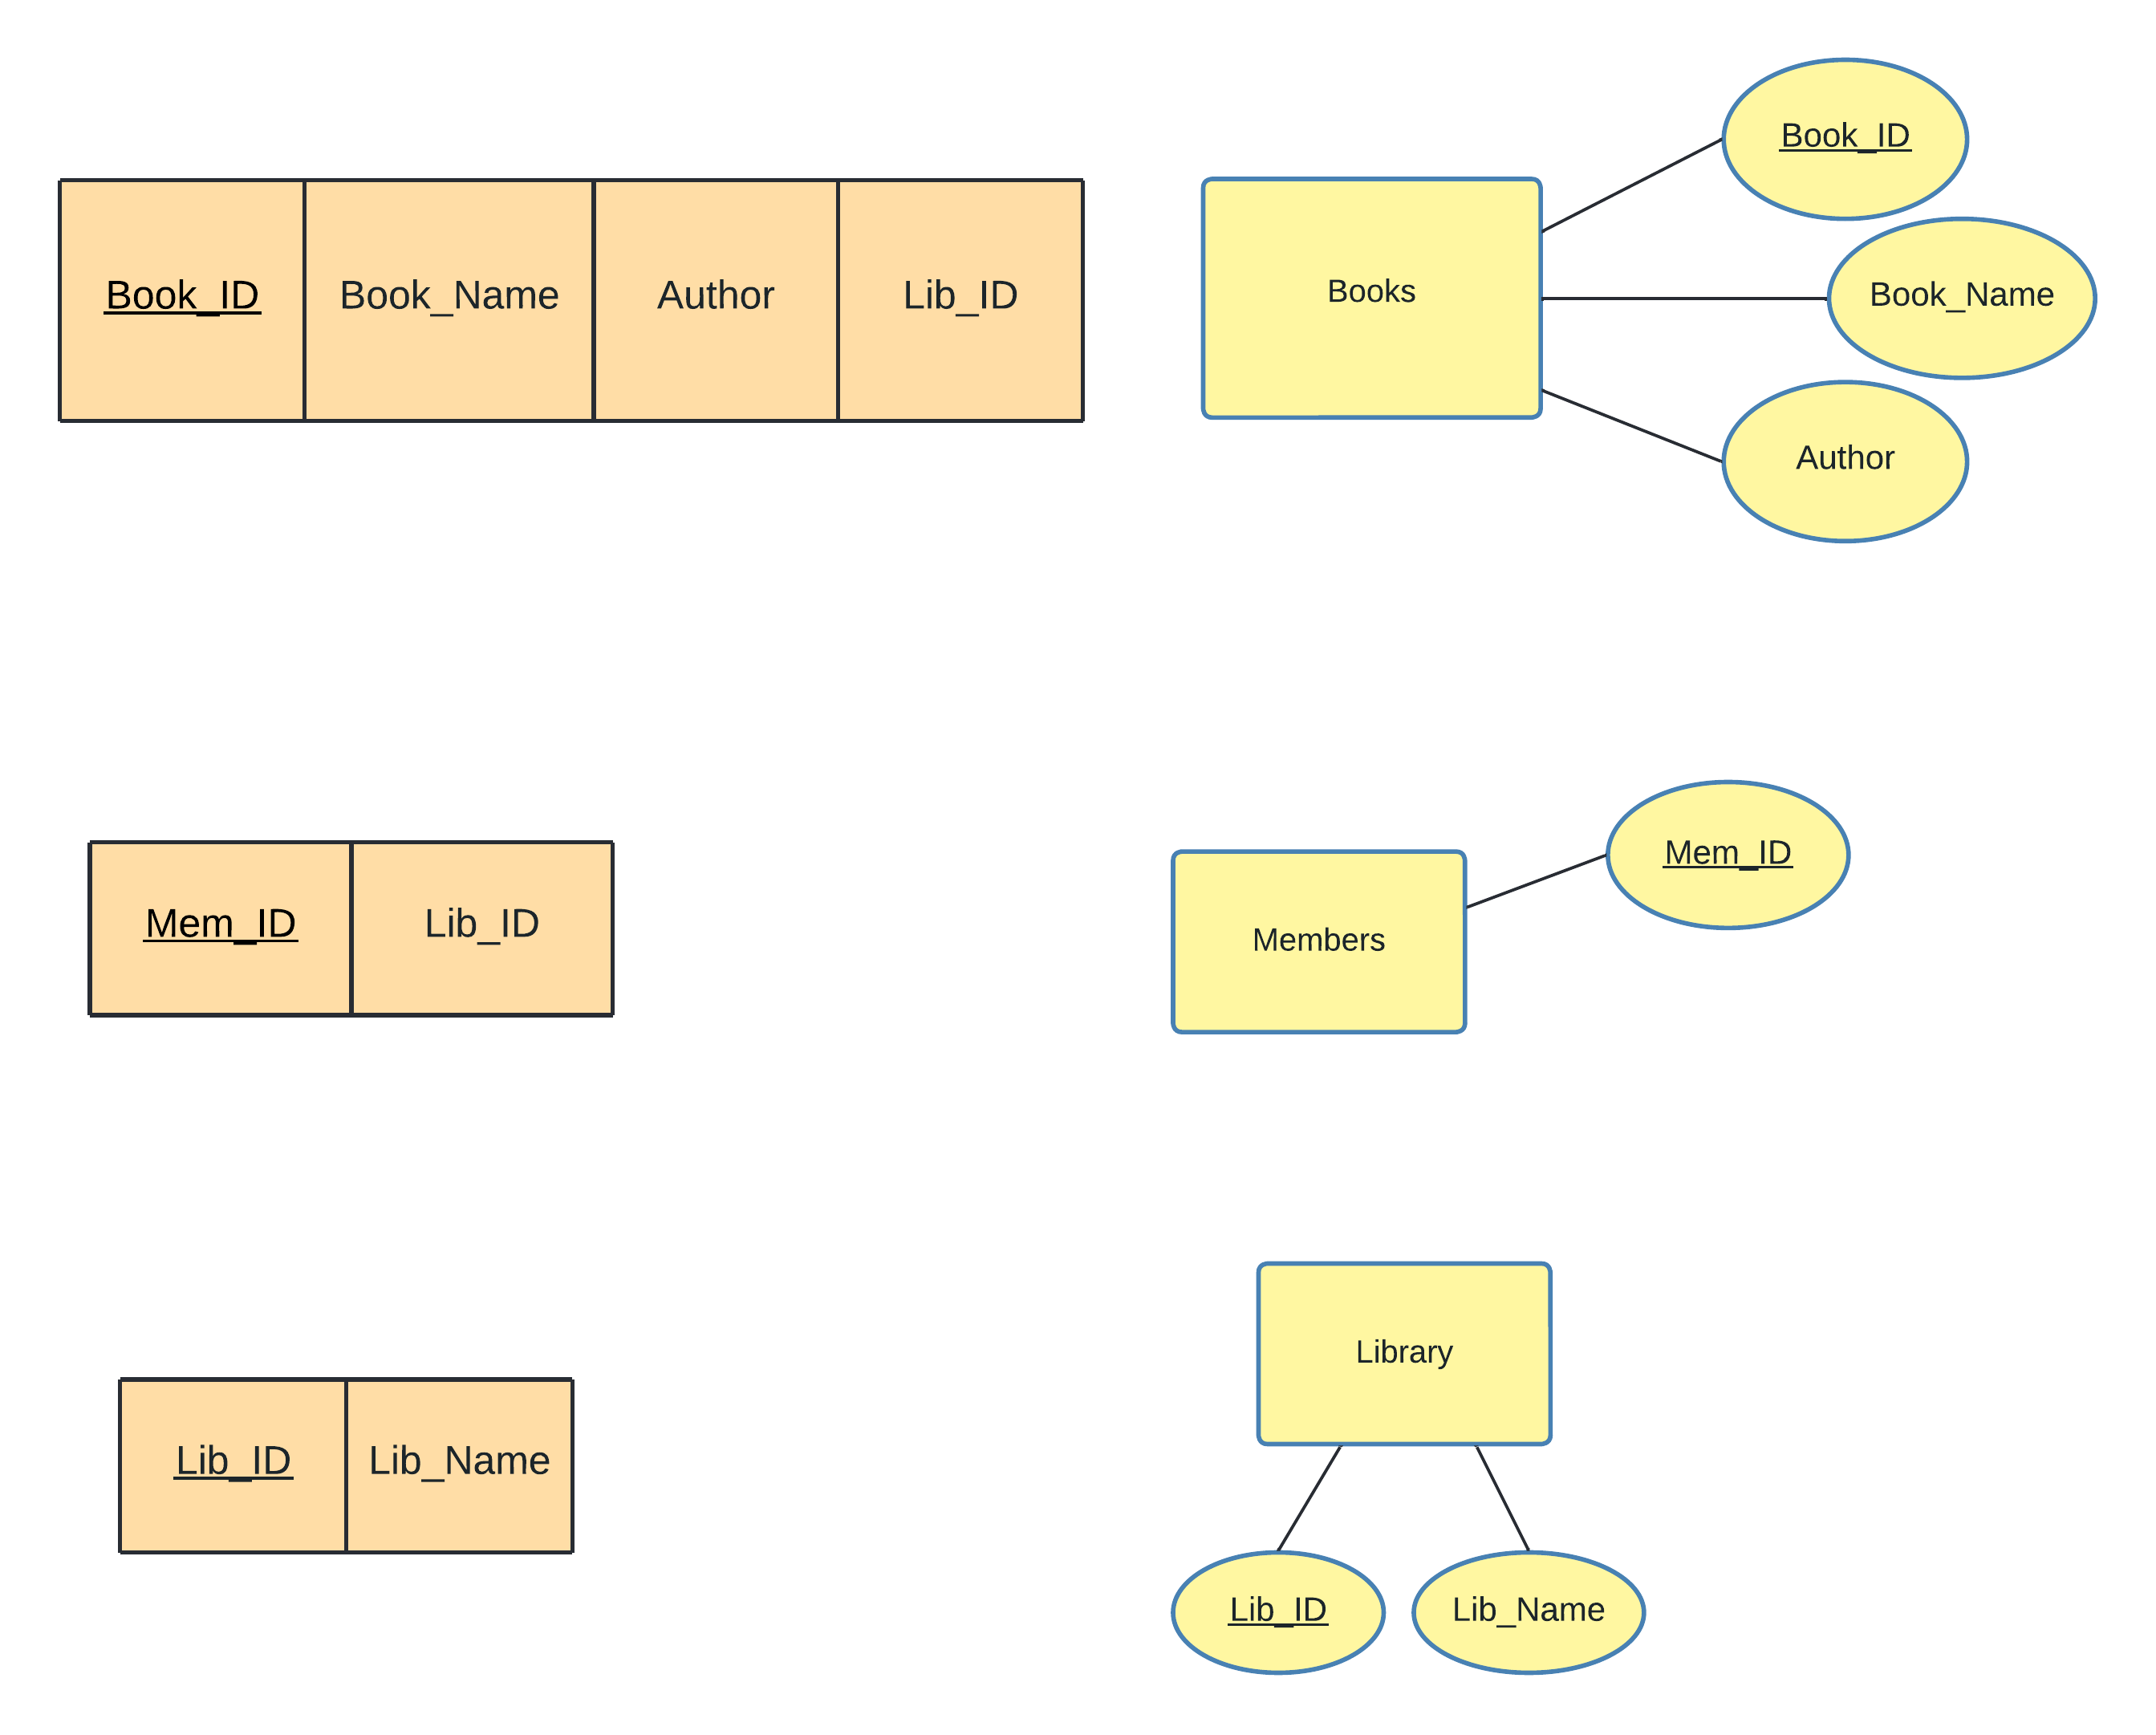 Book_ID
Book_ID Book_Name Author Lib_ID
Books
Book_Name
Author
Mem_ID
Mem_ID Lib_ID
Members
Library
Lib_ID Lib_Name
Lib_ID Lib_Name